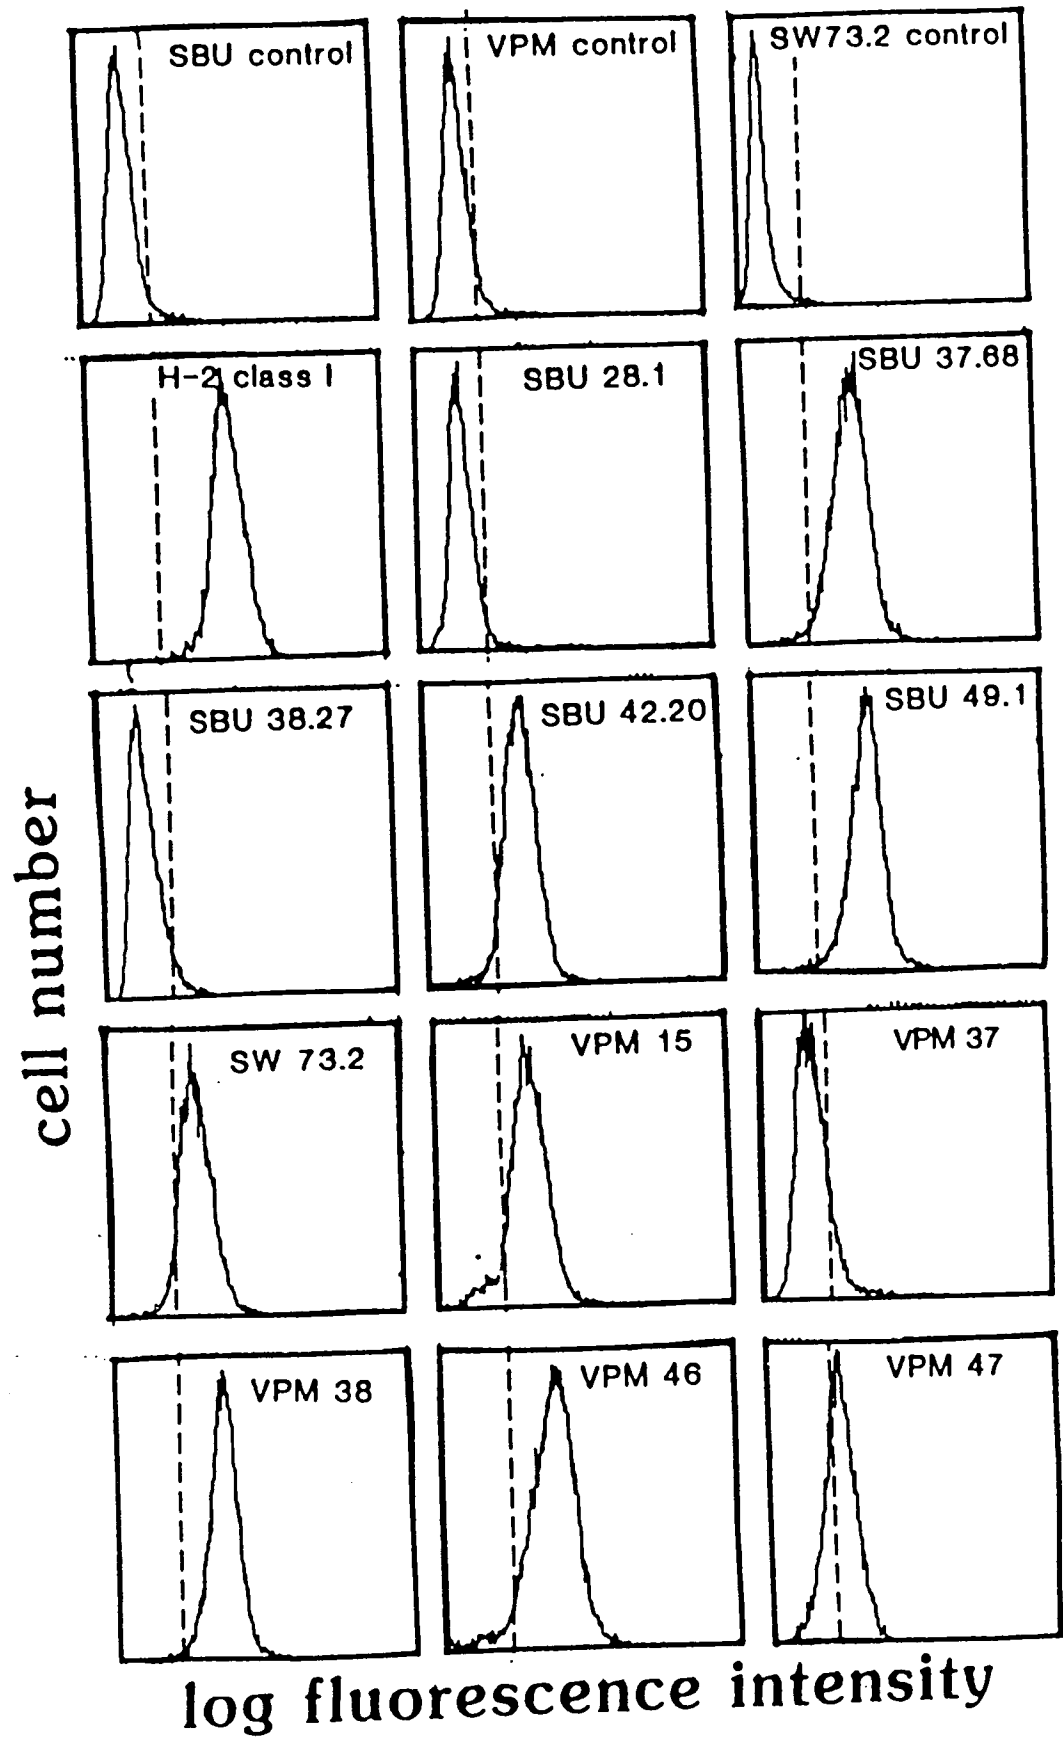 SBU control
VPM control
SW73.2 control
H-2 class I
SBU 28.1
SBU 37.68
SBU 38.27
SBU 42.20
SBU 49.1
SW 73.2
VPM 15
VPM 37
VPM 38
VPM 46
VPM 47
cell number
log fluorescence intensity